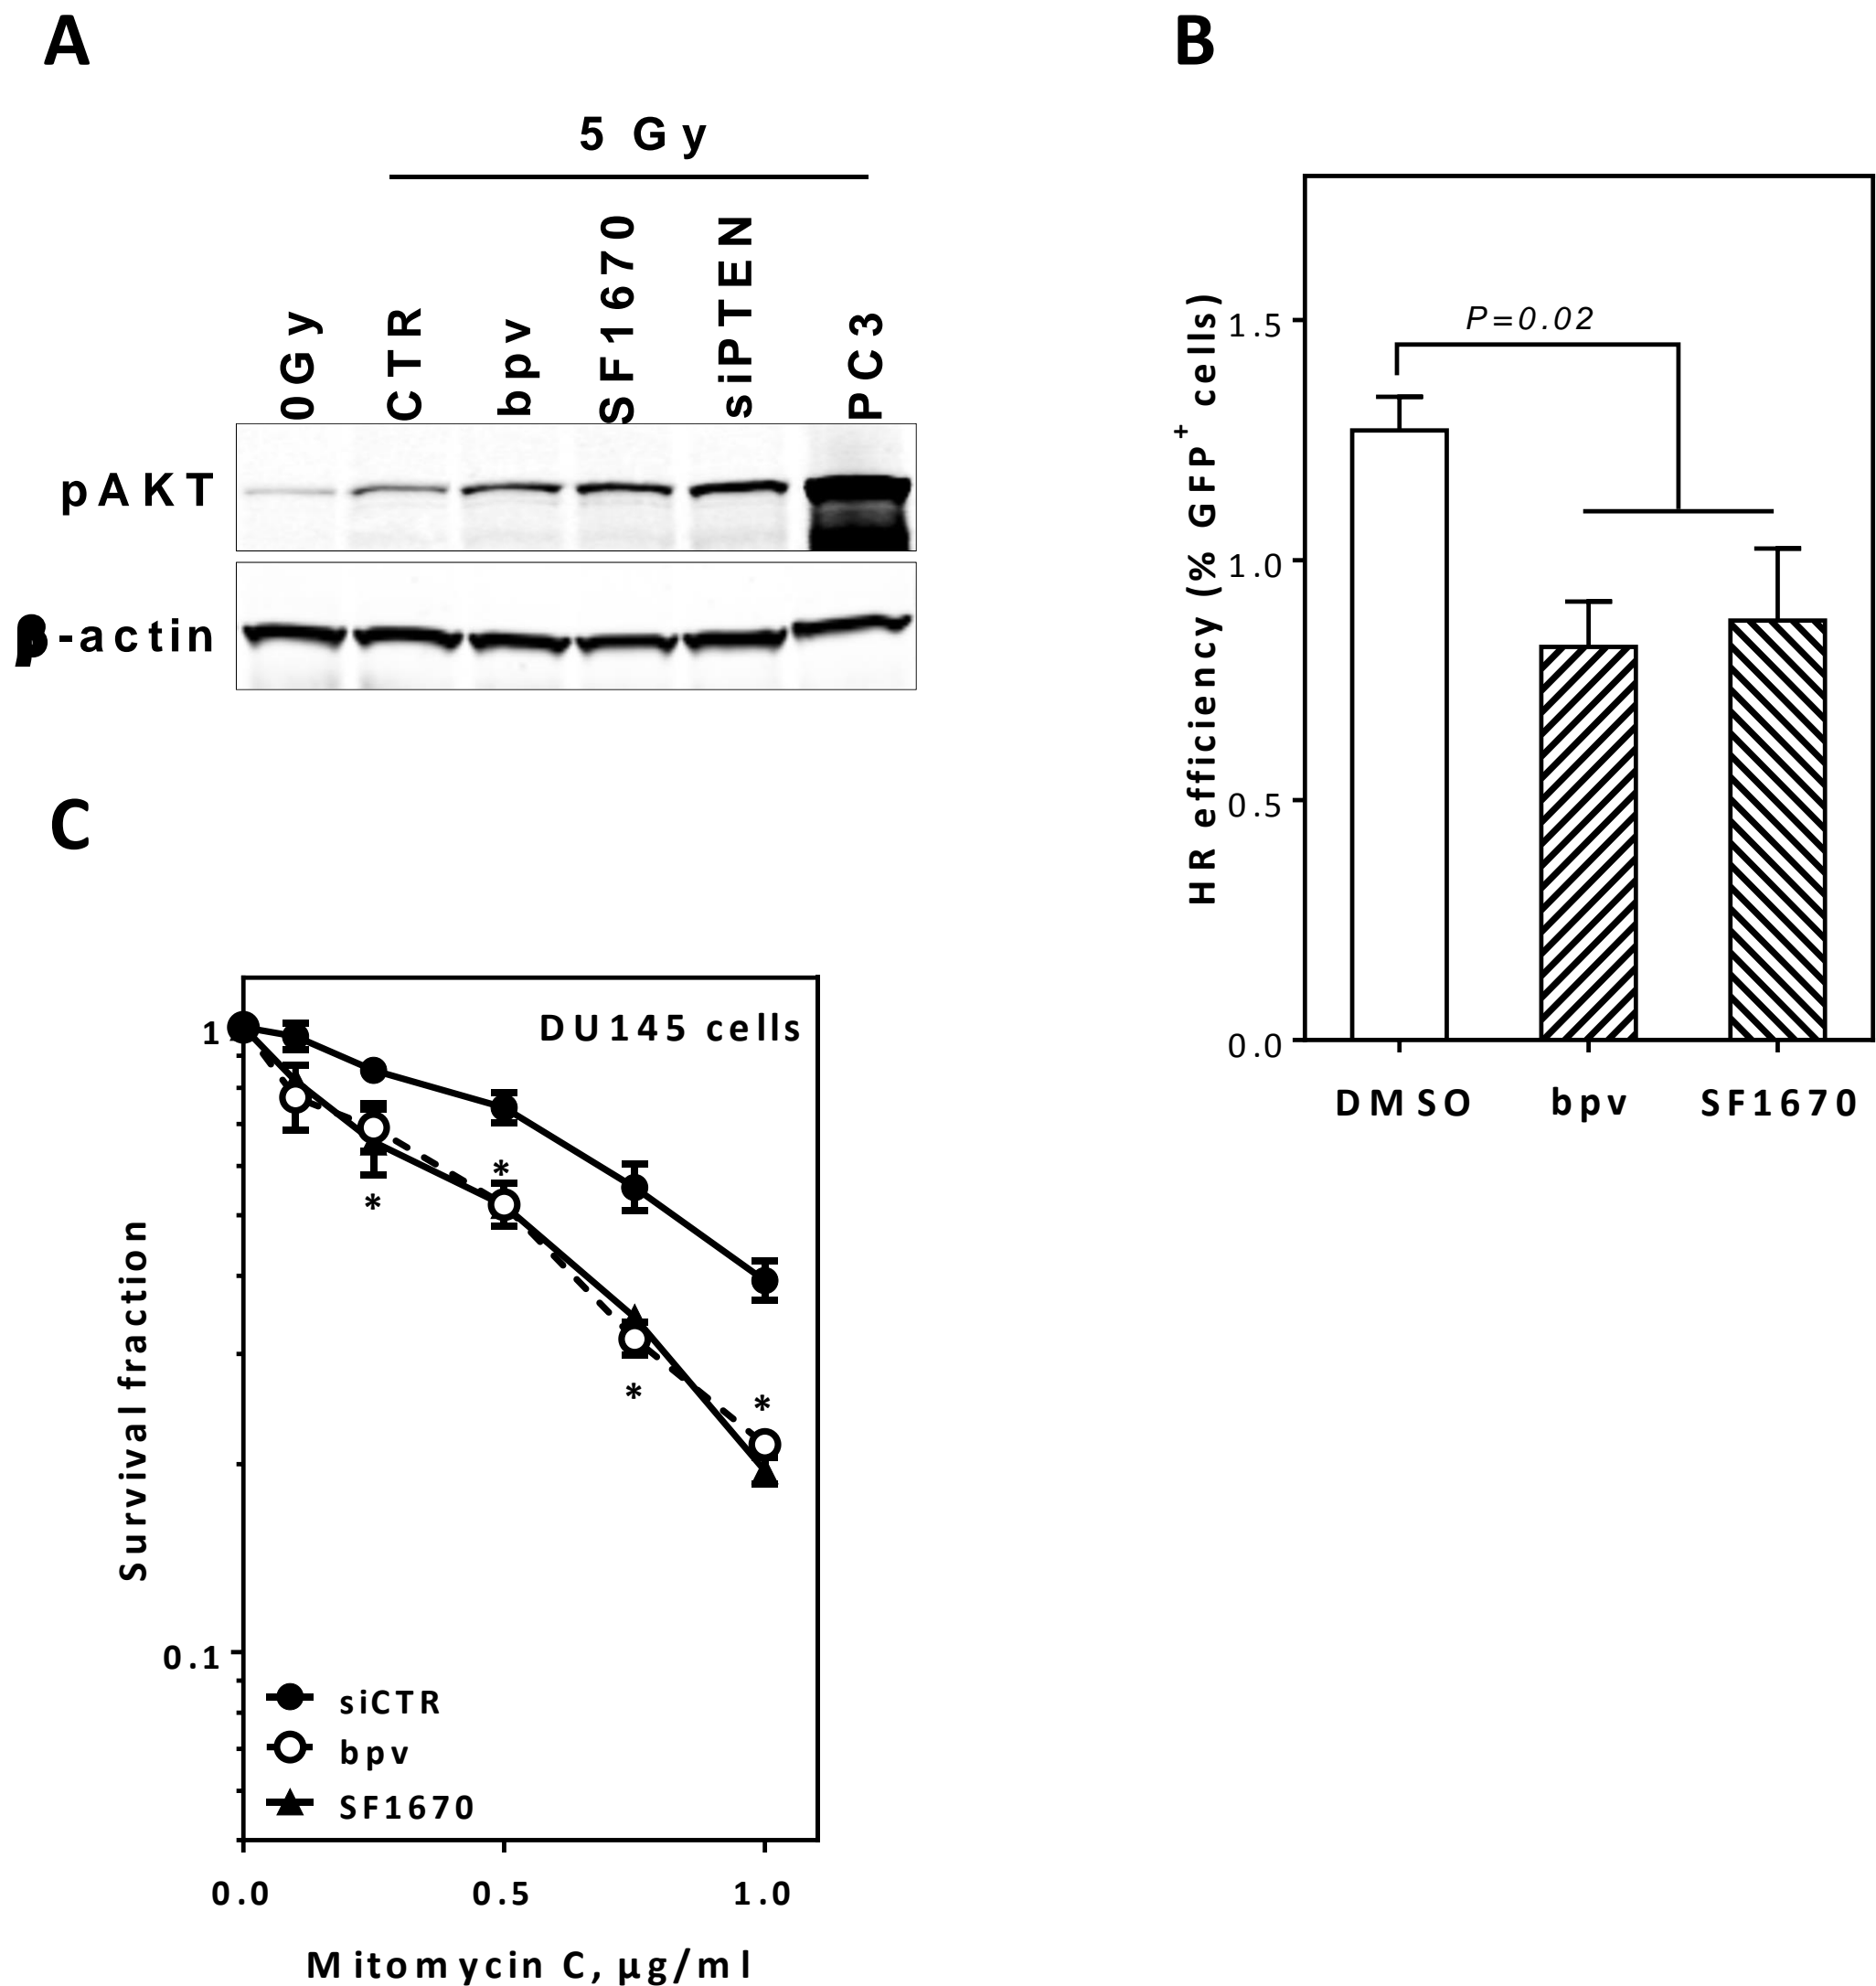 A
5 Gy
0Gy
CTR
bpv
SF1670
siPTEN
PC3
pAKT
β-actin
B
HR efficiency (% GFP⁺ cells)
1.5
1.0
0.5
0.0
P=0.02
DMSO
bpv
SF1670
C
DU145 cells
Survival fraction
1
0.1
*
*
*
*
siCTR
bpv
SF1670
0.0
0.5
1.0
Mitomycin C, µg/ml